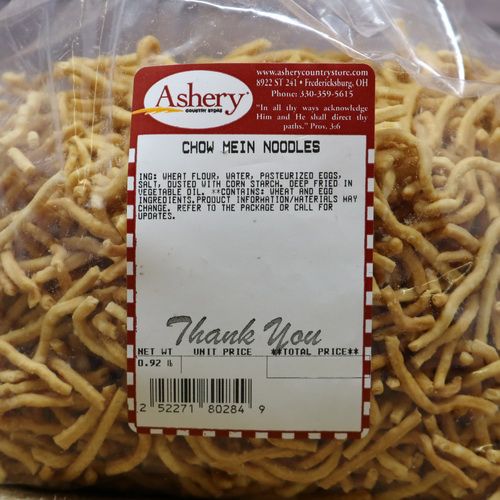 Ashery
COUNTRY STORE
www.asherycountrystore.com
8922 ST 241 • Fredericksburg, OH
Phone: 330-359-5615
"In all thy ways acknowledge
Him and He shall direct thy
paths." Prov. 3:6
CHOW MEIN NOODLES
ING: WHEAT FLOUR, WATER, PASTEURIZED EGGS,
SALT, DUSTED WITH CORN STARCH. DEEP FRIED IN
VEGETABLE OIL. **CONTAINS: WHEAT AND EGG
INGREDIENTS.PRODUCT INFORMATION/MATERIALS MAY
CHANGE. REFER TO THE PACKAGE OR CALL FOR
UPDATES.
Thank You
NET WT UNIT PRICE **TOTAL PRICE**
0.92 lb
2 52271 80284 9